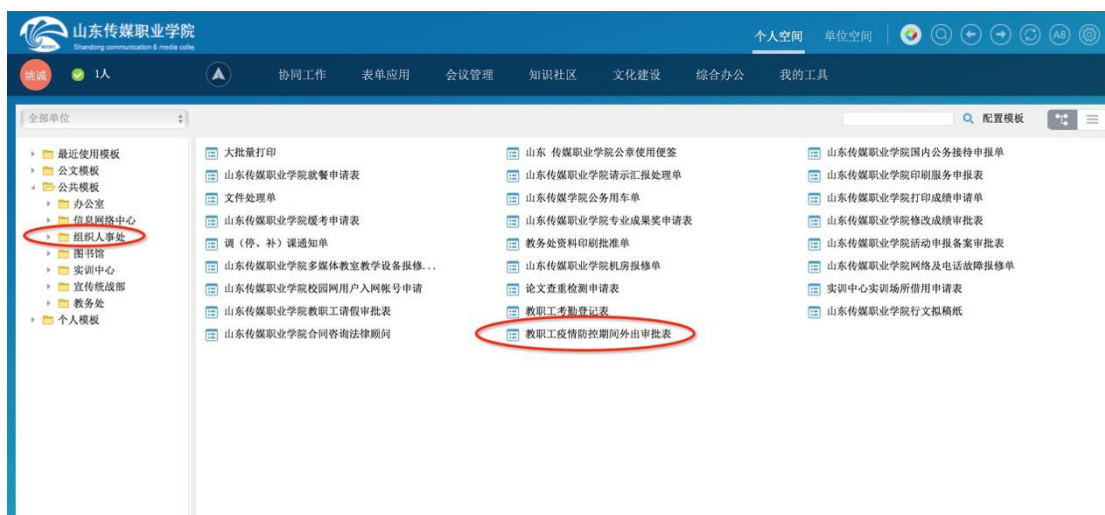 山东传媒职业学院
Shandong communication & media colle
个人空间 单位空间 A8
姚诚 1人 协同工作 表单应用 会议管理 知识社区 文化建设 综合办公 我的工具
全部单位 配置模板
最近使用模板
公文模板
公共模板
办公室
信息网络中心
组织人事处
图书馆
实训中心
宣传统战部
教务处
个人模板
大批量打印 山东 传媒职业学院公章使用便签 山东传媒职业学院国内公务接待申报单
山东传媒职业学院就餐申请表 山东传媒职业学院请示汇报处理单 山东传媒职业学院印刷服务申报表
文件处理单 山东传媒学院公务用车单 山东传媒职业学院打印成绩申请单
山东传媒职业学院缓考申请表 山东传媒职业学院专业成果奖申请表 山东传媒职业学院修改成绩审批表
调（停、补）课通知单 教务处资料印刷批准单 山东传媒职业学院活动申报备案审批表
山东传媒职业学院多媒体教室教学设备报修... 山东传媒职业学院机房报修单 山东传媒职业学院网络及电话故障报修单
山东传媒职业学院校园网用户入网帐号申请 论文查重检测申请表 实训中心实训场所借用申请表
山东传媒职业学院教职工请假审批表 教职工考勤登记表 山东传媒职业学院行文拟稿纸
山东传媒职业学院合同咨询法律顾问 教职工疫情防控期间外出审批表